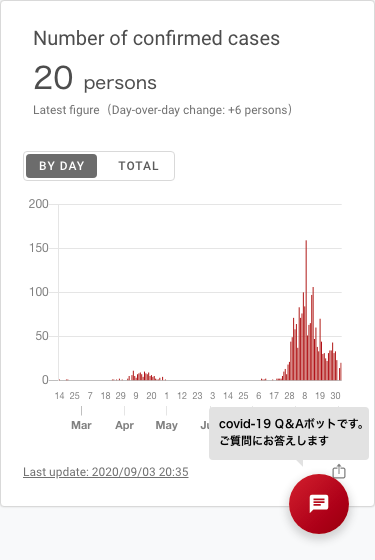 Number of confirmed cases
20 persons
Latest figure（Day-over-day change: +6 persons）
BY DAY TOTAL
200
150
100
50
0
14 25 7 18 29 9 20 1 12 23 3 14 25 6 17 28 8 19 30
Mar Apr May
covid-19 Q&Aボットです。
ご質問にお答えします
Last update: 2020/09/03 20:35